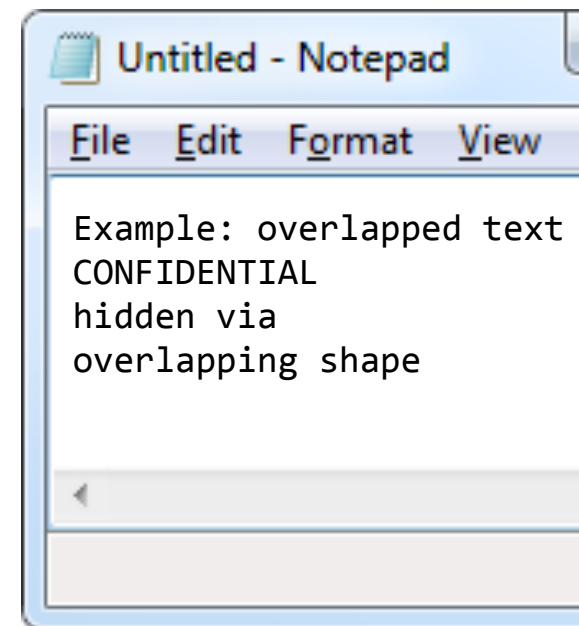 Untitled - Notepad
File Edit Format View
Example: overlapped text
CONFIDENTIAL
hidden via
overlapping shape